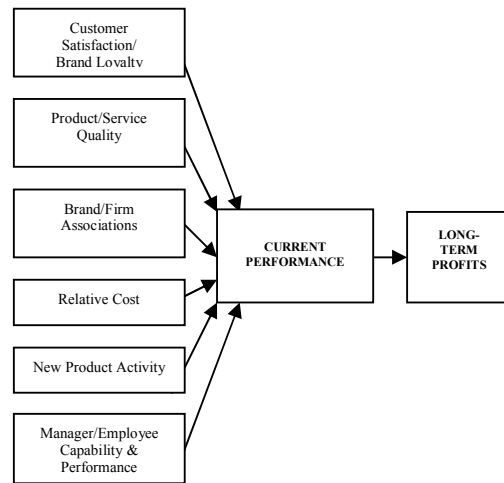 Customer
Satisfaction/
Brand Loyalty
Product/Service
Quality
Brand/Firm
Associations
Relative Cost
New Product Activity
Manager/Employee
Capability &
Performance
CURRENT
PERFORMANCE
LONG-
TERM
PROFITS